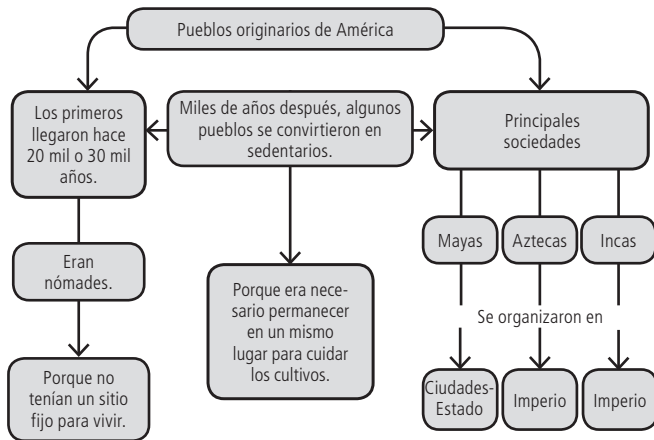 Pueblos originarios de América
Los primeros
llegaron hace
20 mil o 30 mil
años.
Miles de años después, algunos
pueblos se convirtieron en
sedentarios.
Principales
sociedades
Eran
nómades.
Porque era nece-
sario permanecer
en un mismo
lugar para cuidar
los cultivos.
Mayas
Aztecas
Incas
Se organizaron en
Porque no
tenían un sitio
fijo para vivir.
Ciudades-
Estado
Imperio
Imperio